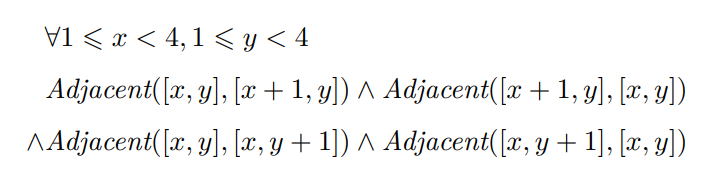 ∀1 ⩽ x < 4, 1 ⩽ y < 4
Adjacent([x, y], [x + 1, y]) ∧ Adjacent([x + 1, y], [x, y])
∧Adjacent([x, y], [x, y + 1]) ∧ Adjacent([x, y + 1], [x, y])